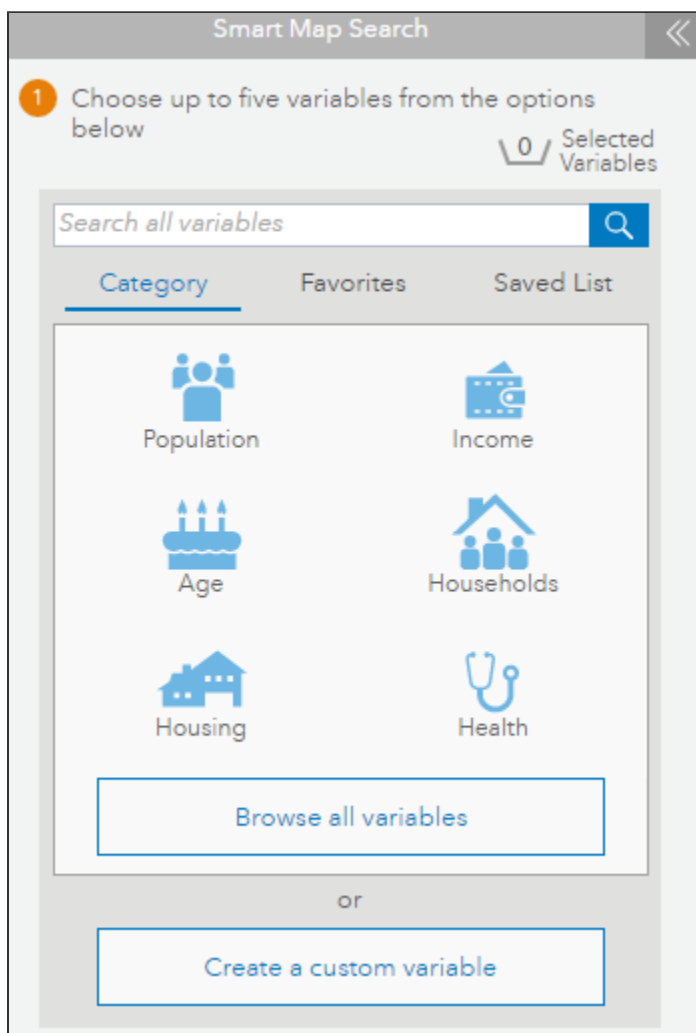 Smart Map Search
1 Choose up to five variables from the options
below
0 Selected
Variables
Search all variables
Category Favorites Saved List
Population Income
Age Households
Housing Health
Browse all variables
or
Create a custom variable